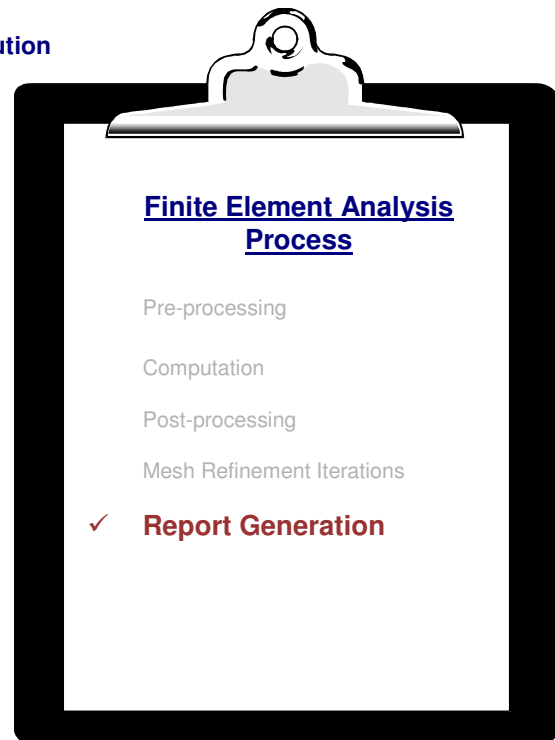 ution
Finite Element Analysis
Process
Pre-processing
Computation
Post-processing
Mesh Refinement Iterations
✓ Report Generation